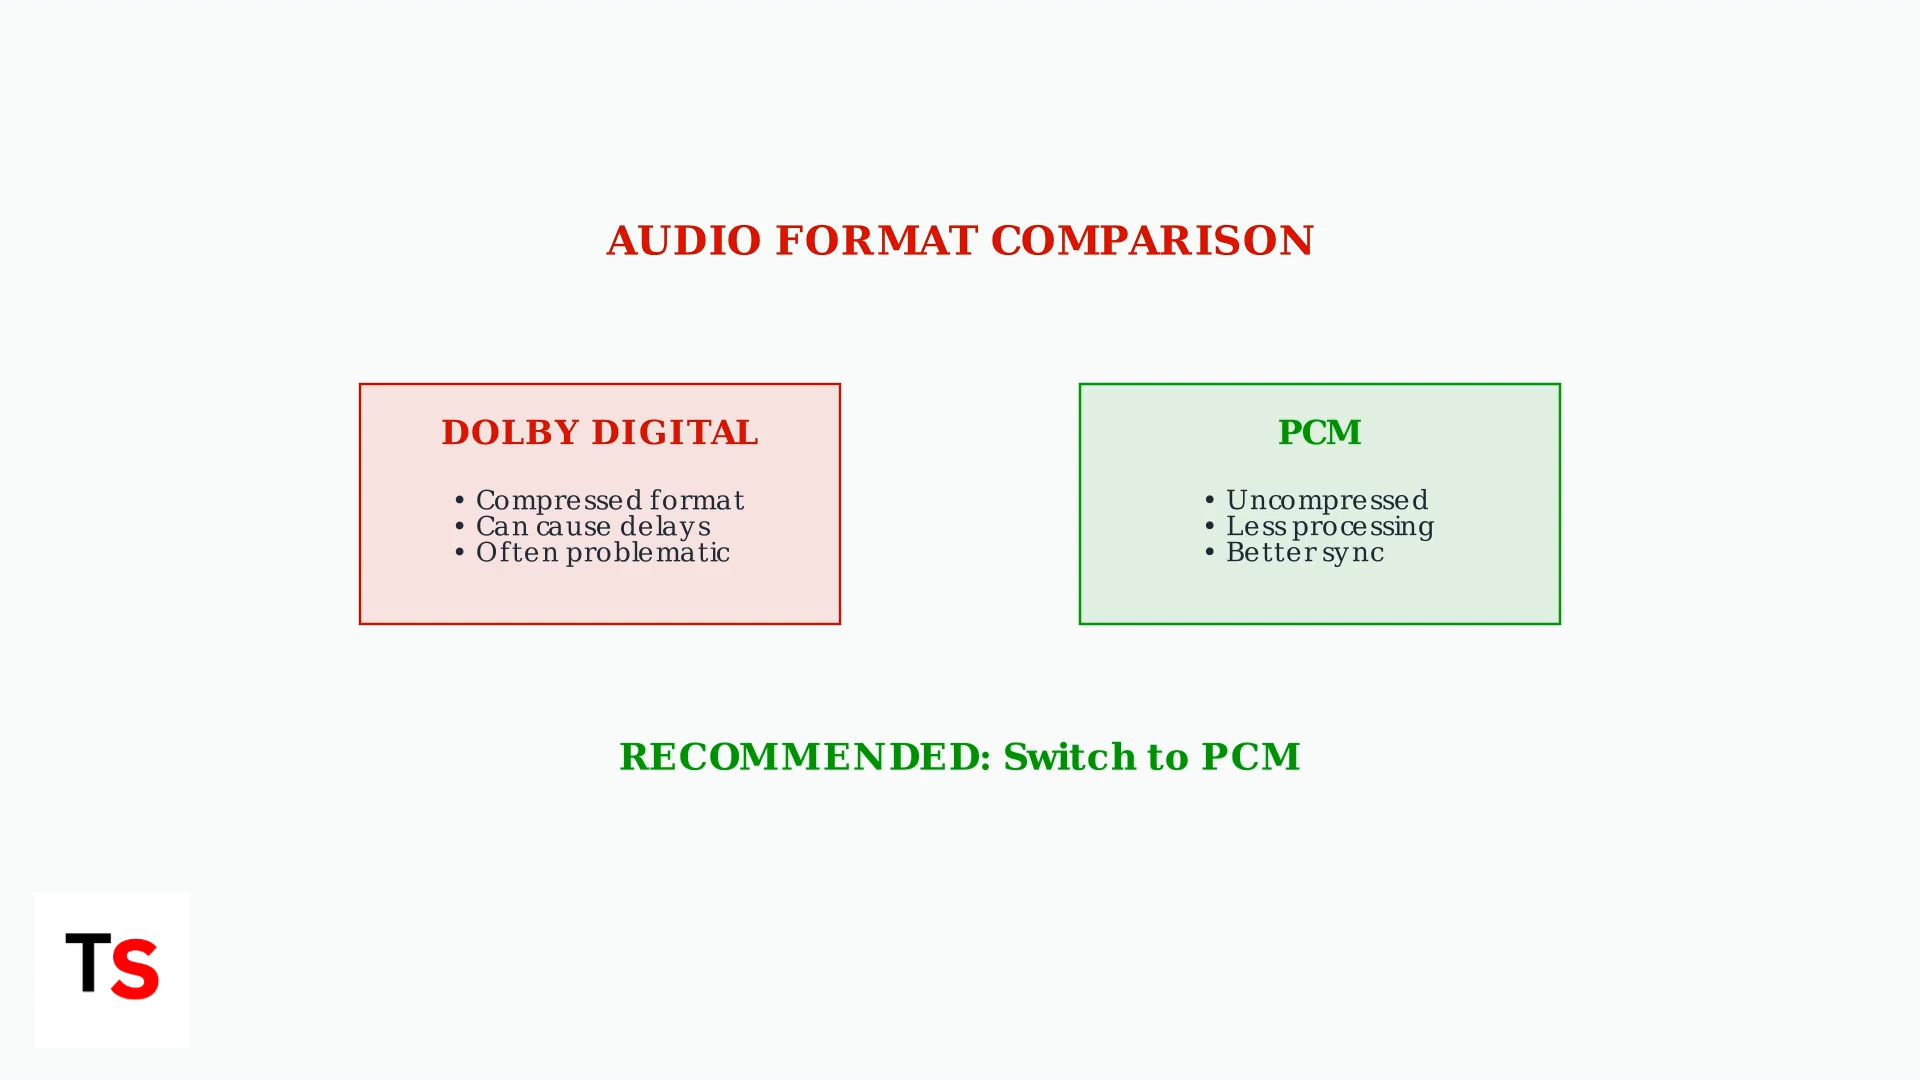 AUDIO FORMAT COMPARISON
DOLBY DIGITAL
• Compressed format
• Can cause delays
• Often problematic
PCM
• Uncompressed
• Less processing
• Better sync
RECOMMENDED: Switch to PCM
TS